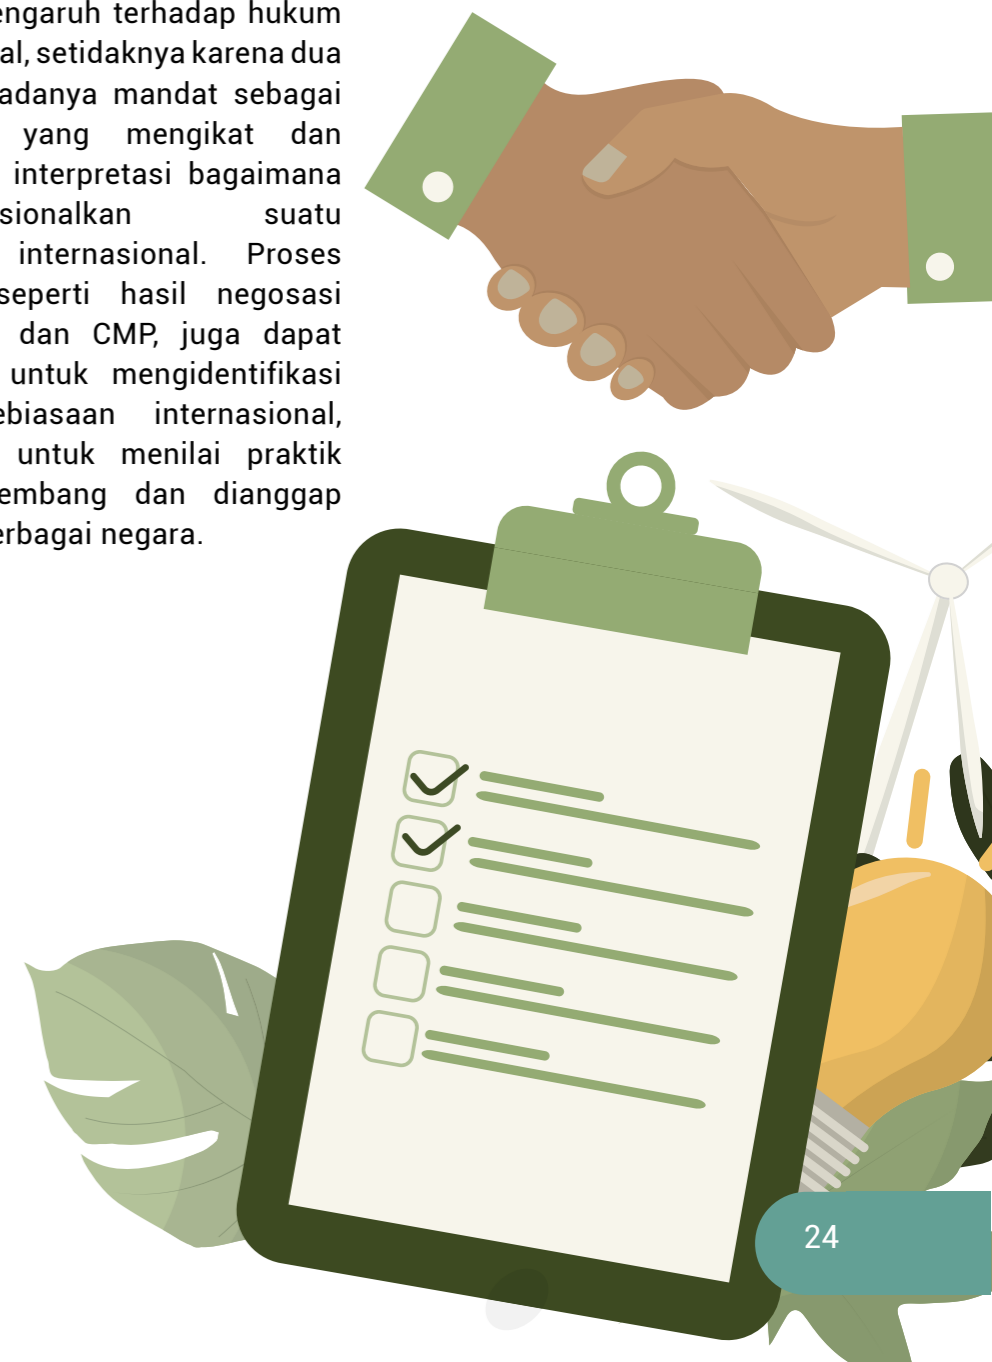 engaruh terhadap hukum
al, setidaknya karena dua
adanya mandat sebagai
yang mengikat dan
interpretasi bagaimana
sionalkan suatu
internasional. Proses
seperti hasil negosasi
dan CMP, juga dapat
untuk mengidentifikasi
ebiasaan internasional,
untuk menilai praktik
embang dan dianggap
erbagai negara.
24